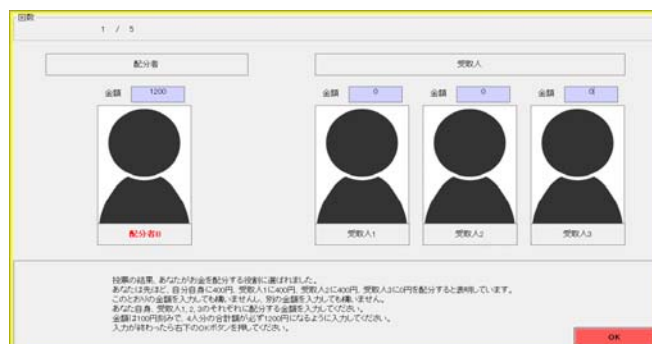 回数
1 / 5
配分者
受取人
金額 1200
金額 0
金額 0
金額 0
配分者B
受取人1
受取人2
受取人3
投票の結果、あなたがお金を配分する役割に選ばれました。
あなたは先ほど、自分自身に400円、受取人1に400円、受取人2に400円、受取人3に0円を配分すると表明しています。
このとおりの金額を入力しても構いませんし、別の金額を入力しても構いません。
あなた自身、受取人1, 2, 3のそれぞれに配分する金額を入力してください。
金額は100円刻みで、4人分の合計額が必ず1200円になるように入力してください。
入力が終わったら右下のOKボタンを押してください。
OK